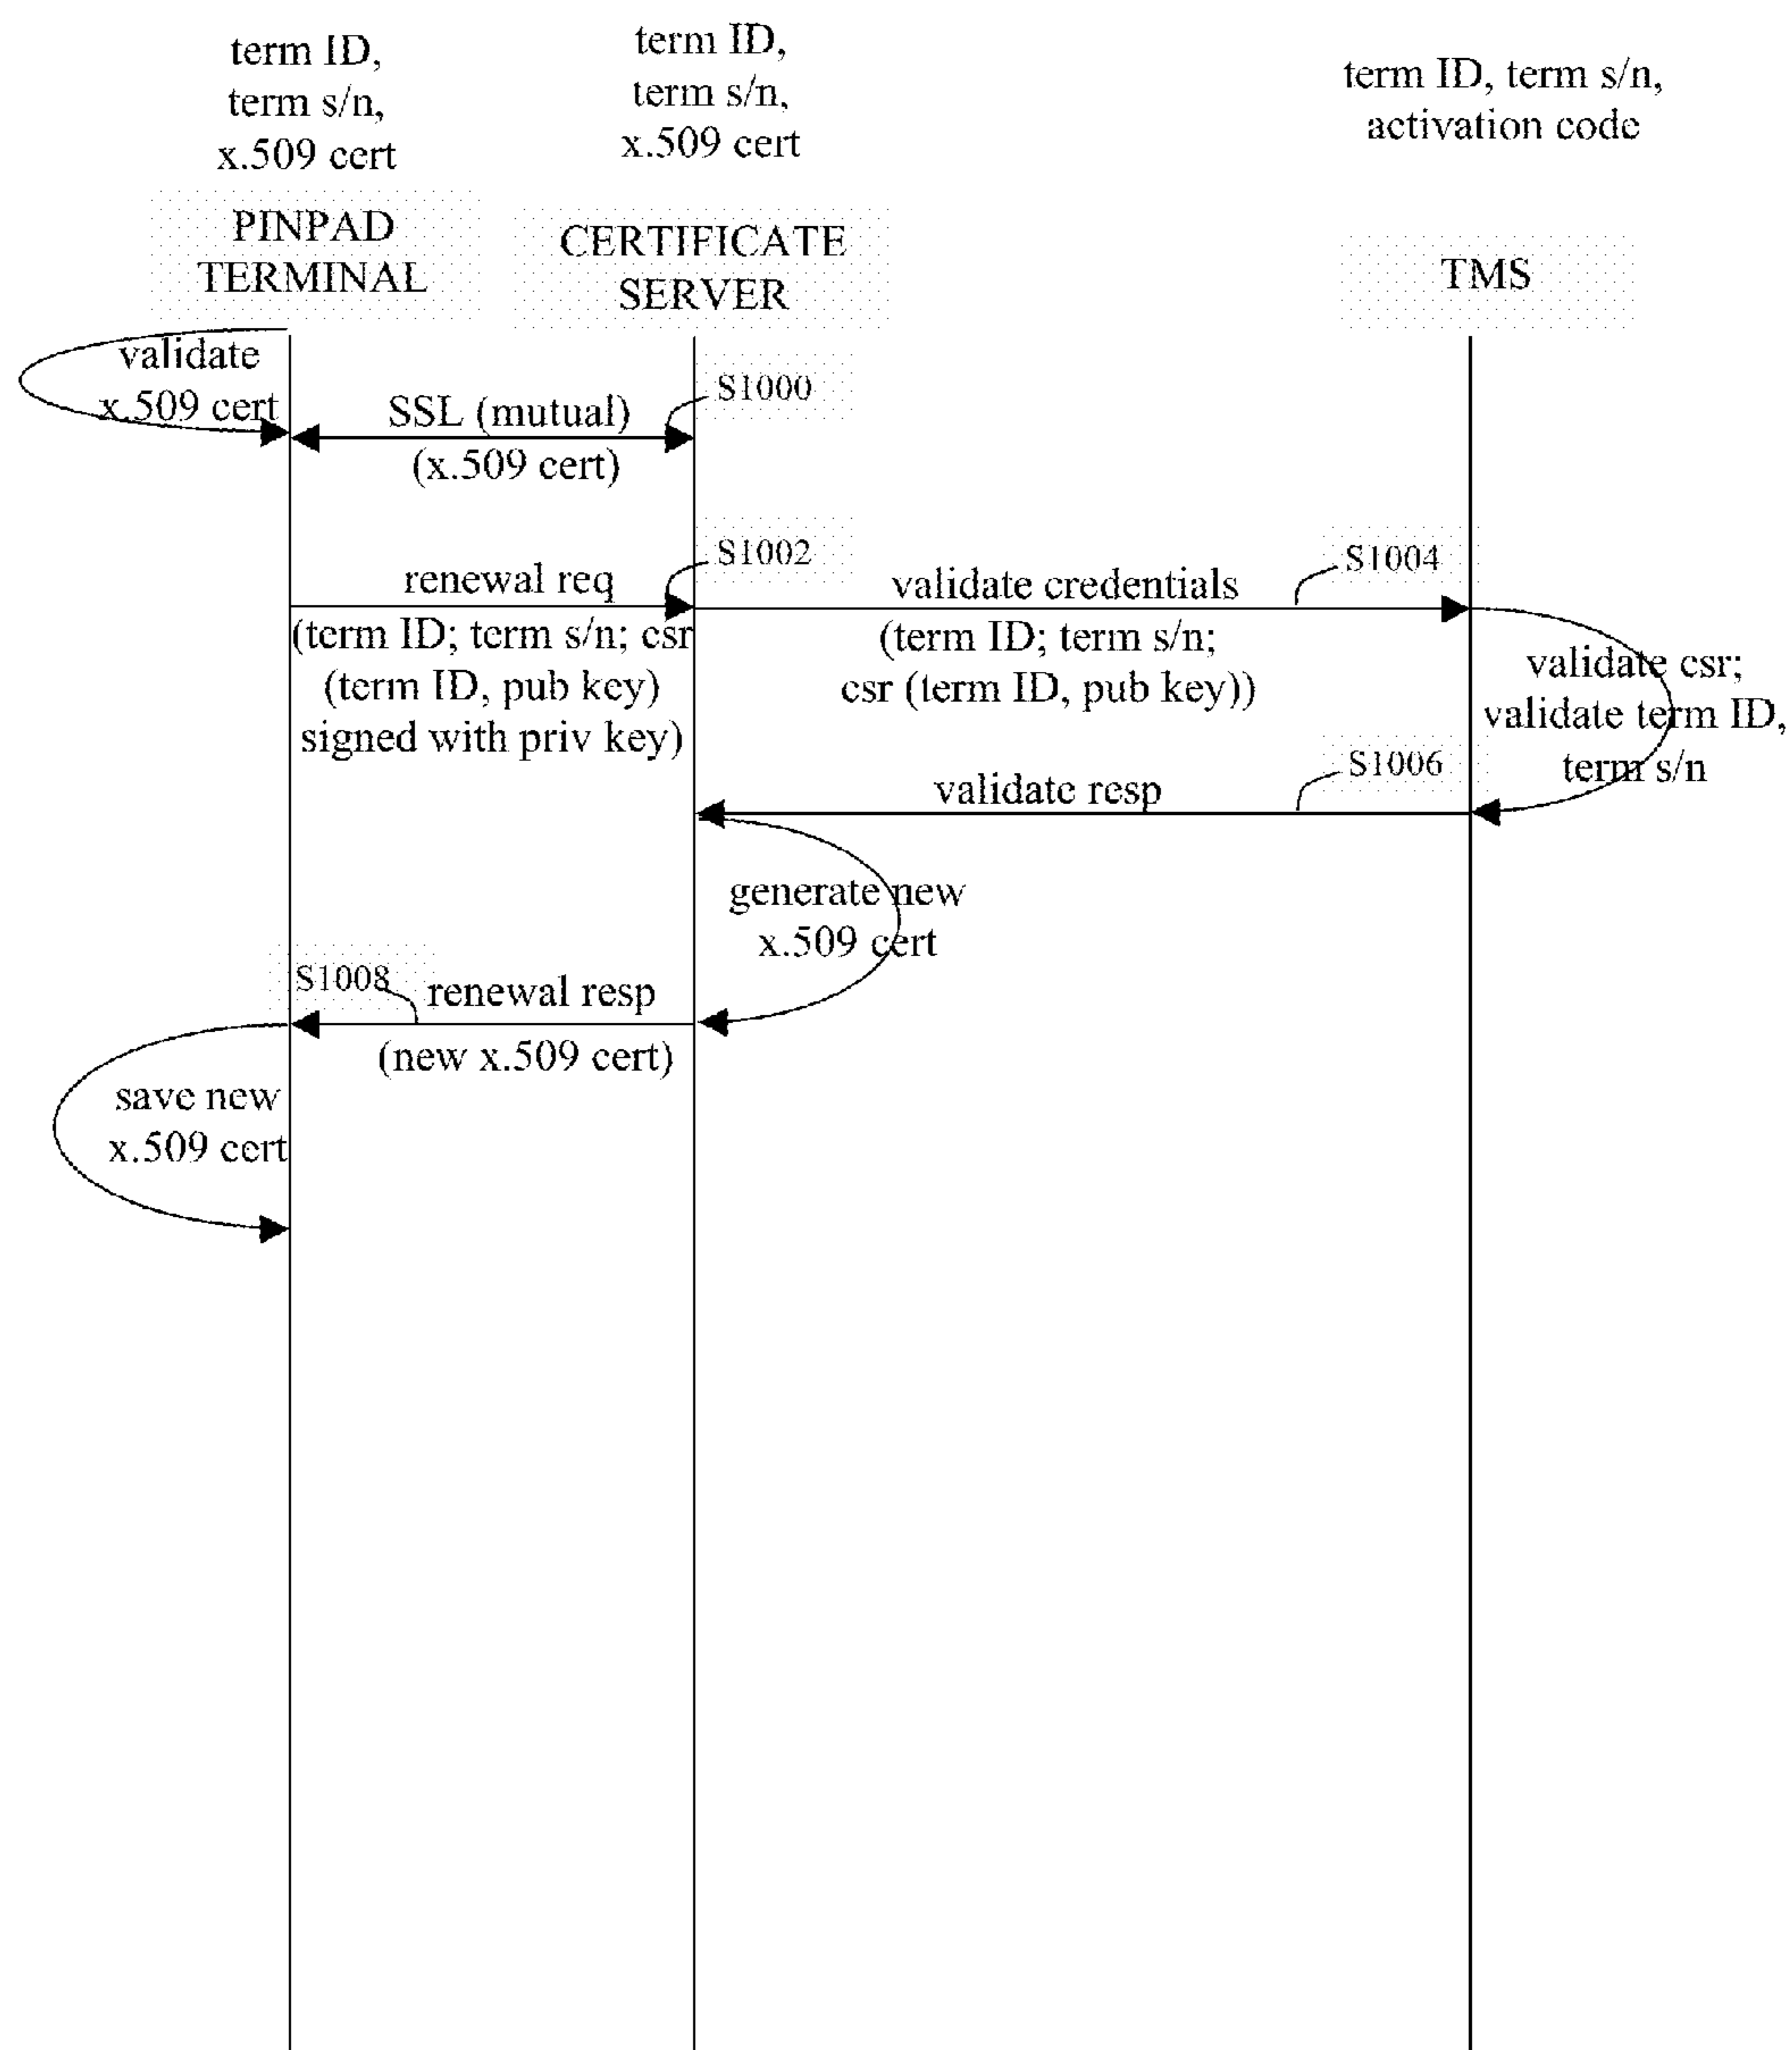 term ID,
term s/n,
x.509 cert
term ID,
term s/n,
x.509 cert
term ID, term s/n,
activation code
PINPAD
TERMINAL
CERTIFICATE
SERVER
TMS
validate
x.509 cert
SSL (mutual)
(x.509 cert)
S1000
renewal req
(term ID; term s/n; csr
(term ID, pub key)
signed with priv key)
S1002
validate credentials
(term ID; term s/n;
csr (term ID, pub key))
S1004
validate csr;
validate term ID,
term s/n
validate resp
S1006
generate new
x.509 cert
S1008
renewal resp
(new x.509 cert)
save new
x.509 cert